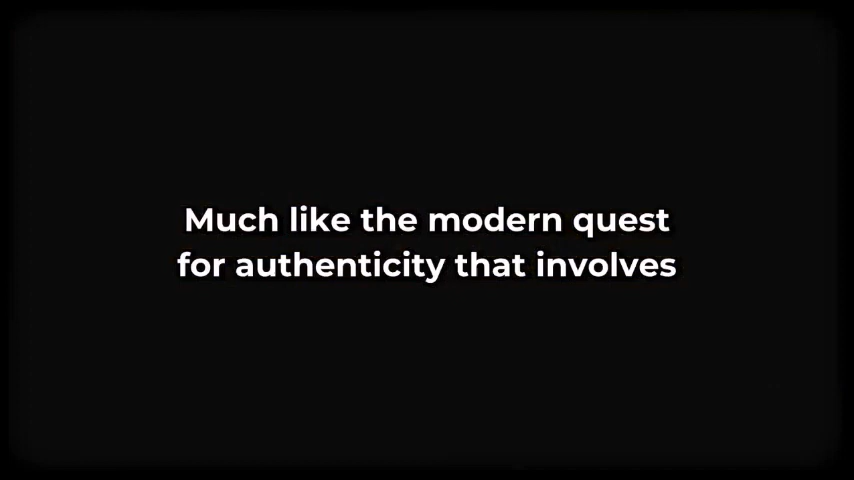 Much like the modern quest
for authenticity that involves